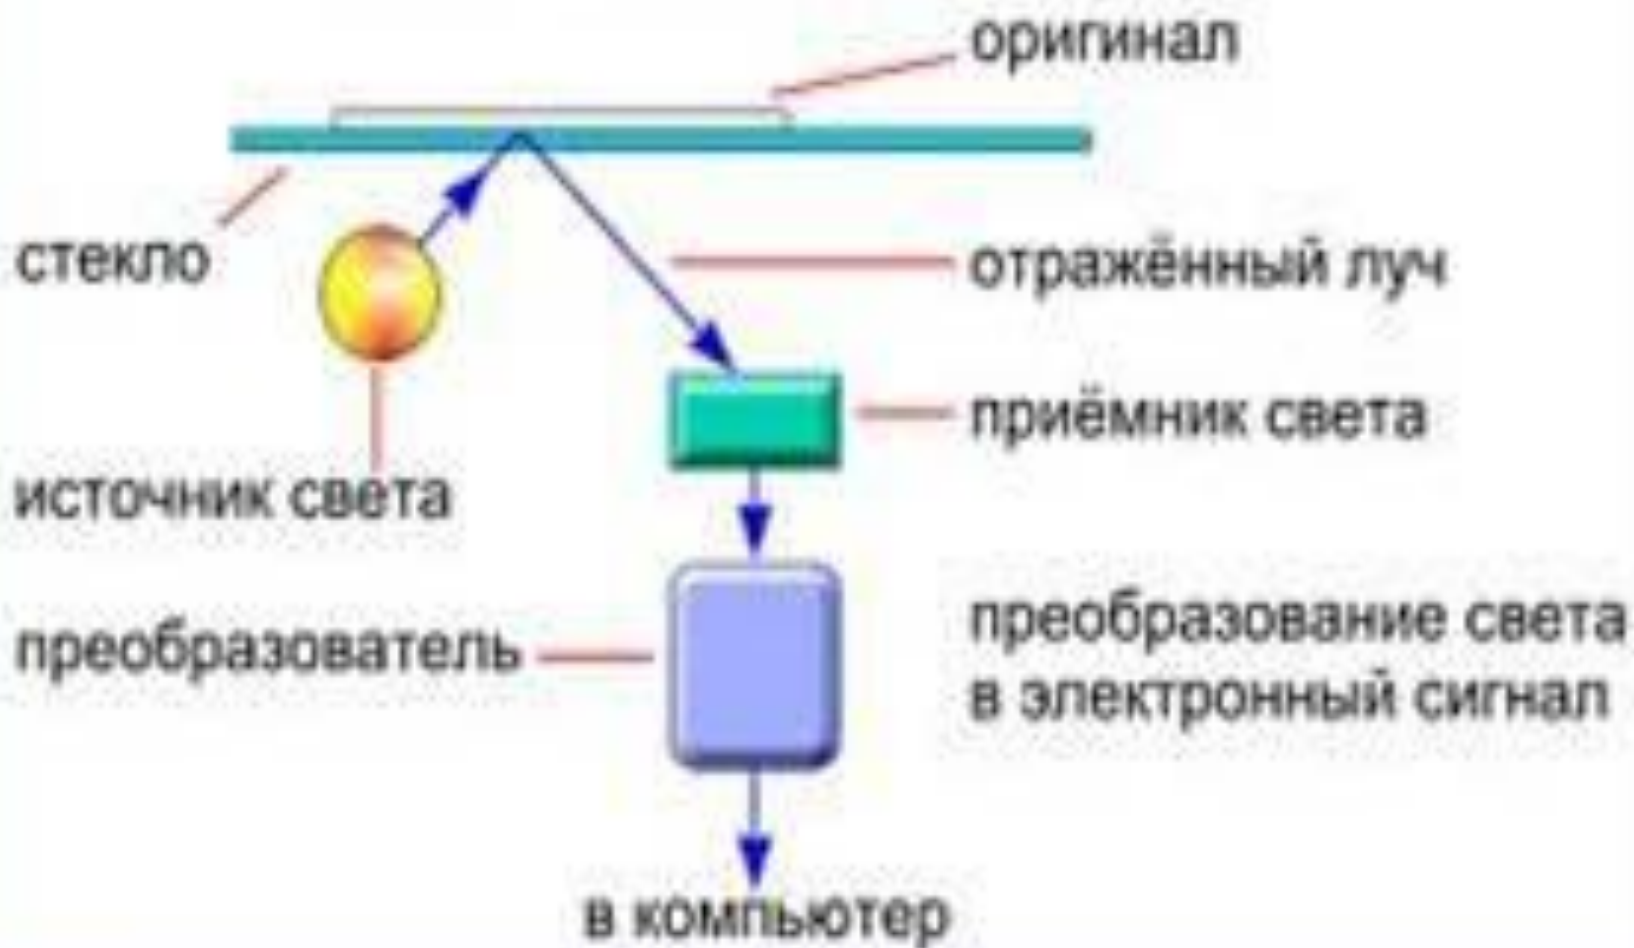 оригинал
стекло
отражённый луч
приёмник света
источник света
преобразователь
преобразование света
в электронный сигнал
в компьютер